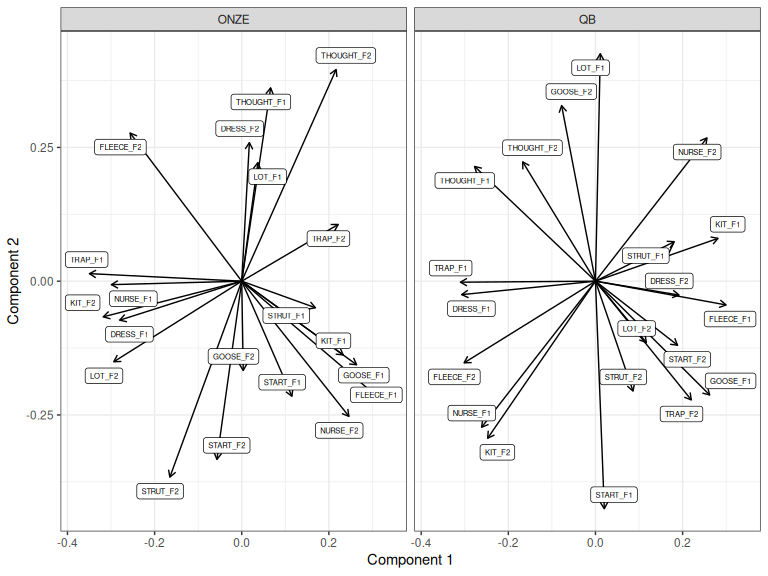 ONZE
QB
THOUGHT_F2
THOUGHT_F1
DRESS_F2
FLEECE_F2
LOT_F1
TRAP_F2
TRAP_F1
KIT_F2
NURSE_F1
STRUT_F1
DRESS_F1
KIT_F1
GOOSE_F2
LOT_F2
START_F1
GOOSE_F1
FLEECE_F1
NURSE_F2
START_F2
STRUT_F2
LOT_F1
GOOSE_F2
THOUGHT_F2
NURSE_F2
THOUGHT_F1
KIT_F1
STRUT_F1
TRAP_F1
DRESS_F2
DRESS_F1
FLEECE_F1
LOT_F2
START_F2
FLEECE_F2
STRUT_F2
GOOSE_F1
NURSE_F1
TRAP_F2
KIT_F2
START_F1
0.25
0.00
-0.25
Component 2
-0.4 -0.2 0.0 0.2
-0.4 -0.2 0.0 0.2
Component 1